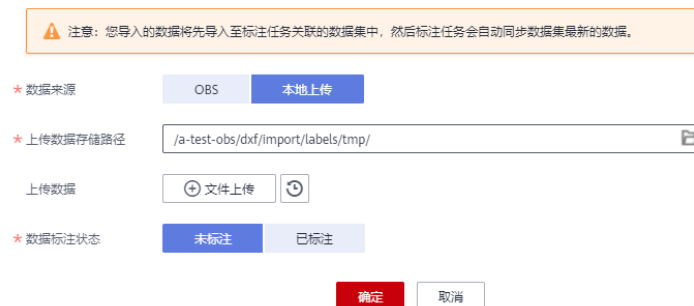 注意：您导入的数据将先导入至标注任务关联的数据集中，然后标注任务会自动同步数据集最新的数据。
* 数据来源 OBS 本地上传
* 上传数据存储路径 /a-test-obs/dxf/import/labels/tmp/
上传数据 文件上传
* 数据标注状态 未标注 已标注
确定 取消